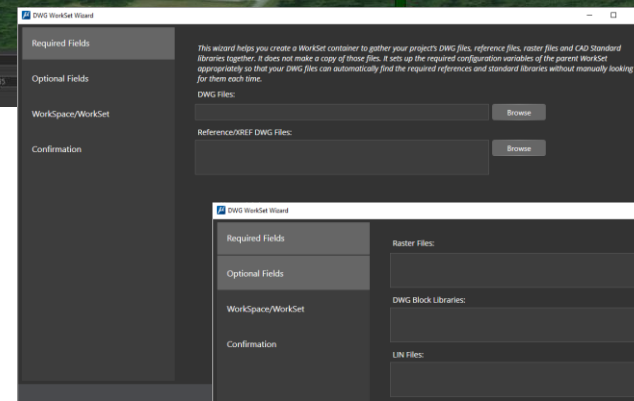 DWG WorkSet Wizard
Required Fields
Optional Fields
WorkSpace/WorkSet
Confirmation
This wizard helps you create a WorkSet container to gather your project's DWG files, reference files, raster files and CAD Standard
libraries together. It does not make a copy of those files. It sets up the required configuration variables of the parent WorkSet
appropriately so that your DWG files can automatically find the required references and standard libraries without manually looking
for them each time.
DWG Files:
Browse
Reference/XREF DWG Files:
Browse
DWG WorkSet Wizard
Required Fields
Optional Fields
WorkSpace/WorkSet
Confirmation
Raster Files:
DWG Block Libraries:
LIN Files: